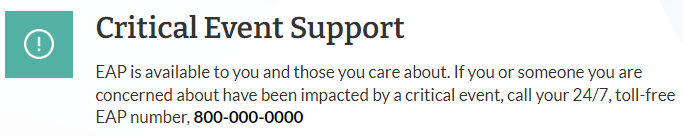 Critical Event Support
EAP is available to you and those you care about. If you or someone you are
concerned about have been impacted by a critical event, call your 24/7, toll-free
EAP number, 800-000-0000